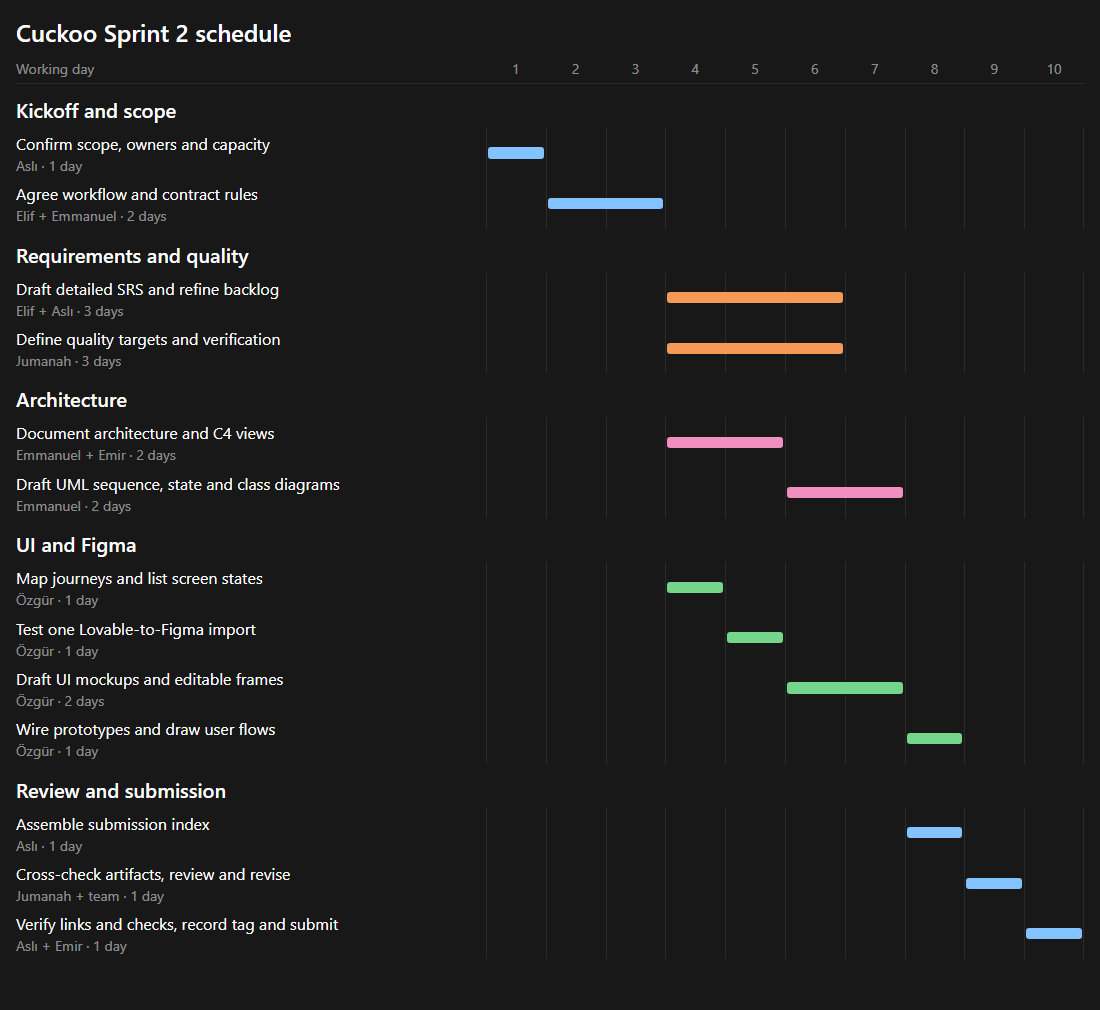 Cuckoo Sprint 2 schedule
Working day 1 2 3 4 5 6 7 8 9 10
Kickoff and scope
Confirm scope, owners and capacity
Aslı · 1 day
Agree workflow and contract rules
Elif + Emmanuel · 2 days
Requirements and quality
Draft detailed SRS and refine backlog
Elif + Aslı · 3 days
Define quality targets and verification
Jumanah · 3 days
Architecture
Document architecture and C4 views
Emmanuel + Emir · 2 days
Draft UML sequence, state and class diagrams
Emmanuel · 2 days
UI and Figma
Map journeys and list screen states
Özgür · 1 day
Test one Lovable-to-Figma import
Özgür · 1 day
Draft UI mockups and editable frames
Özgür · 2 days
Wire prototypes and draw user flows
Özgür · 1 day
Review and submission
Assemble submission index
Aslı · 1 day
Cross-check artifacts, review and revise
Jumanah + team · 1 day
Verify links and checks, record tag and submit
Aslı + Emir · 1 day